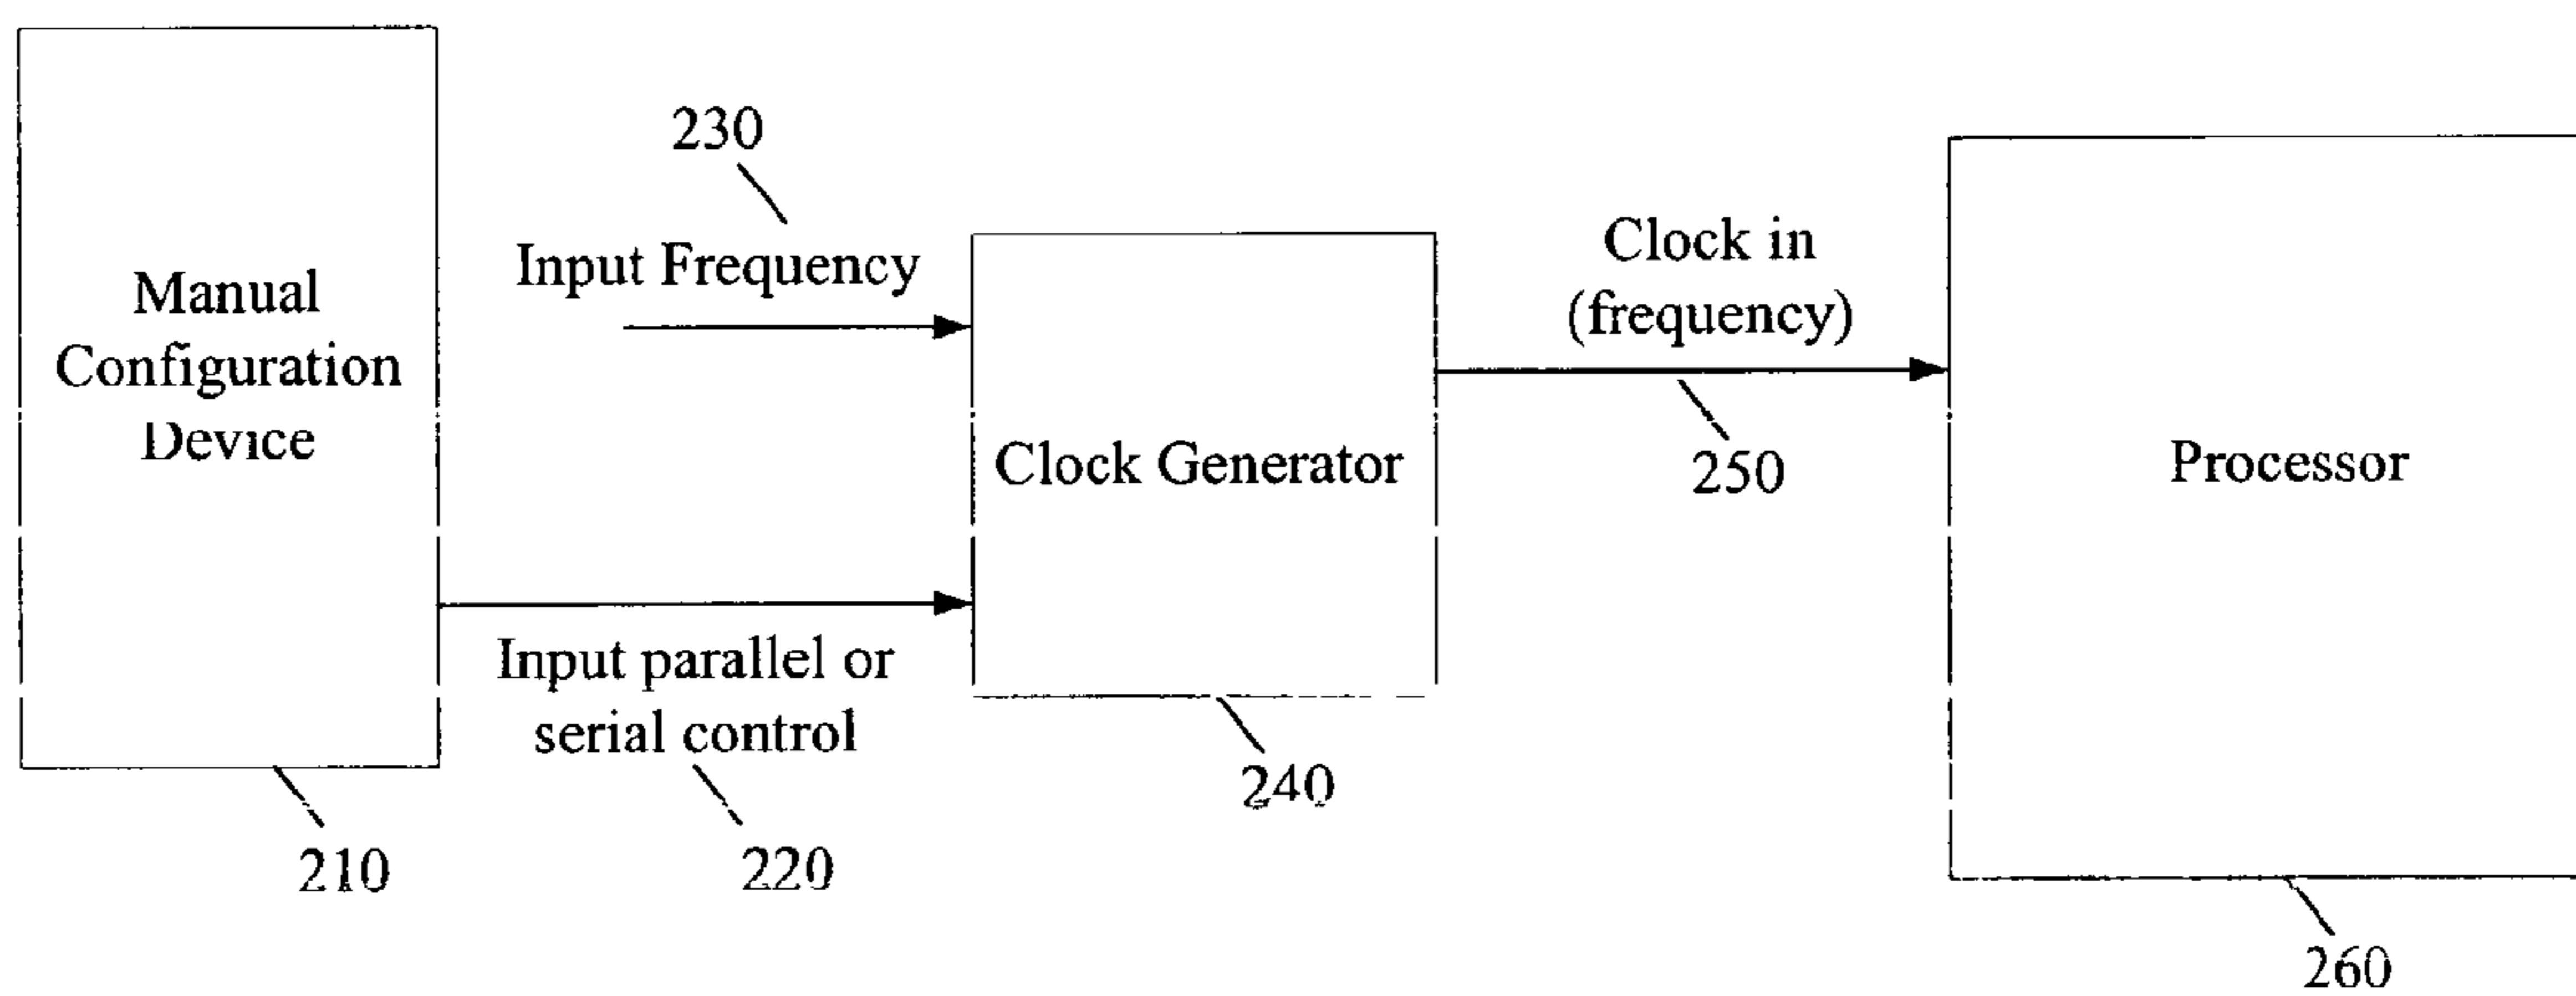 230
Input Frequency
Manual
Configuration
Device
Clock in
(frequency)
250
Clock Generator
Processor
Input parallel or
serial control
210
220
240
260